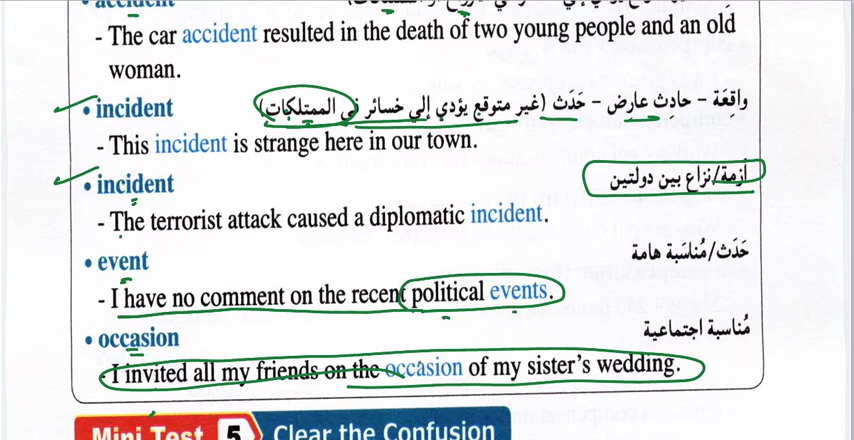 • accident
- The car accident resulted in the death of two young people and an old
woman.
• incident واقِعَة – حادث عارض – حَدَث (غير متوقع يؤدي إلي خسائر في الممتلكات)
- This incident is strange here in our town.
• incident أزمة/نزاع بين دولتين
- The terrorist attack caused a diplomatic incident.
• event حَدَث/مُناسَبة هامة
- I have no comment on the recent political events.
• occasion مُناسبة اجتماعية
- I invited all my friends on the occasion of my sister's wedding.
Mini Test 5 Clear the Confusion